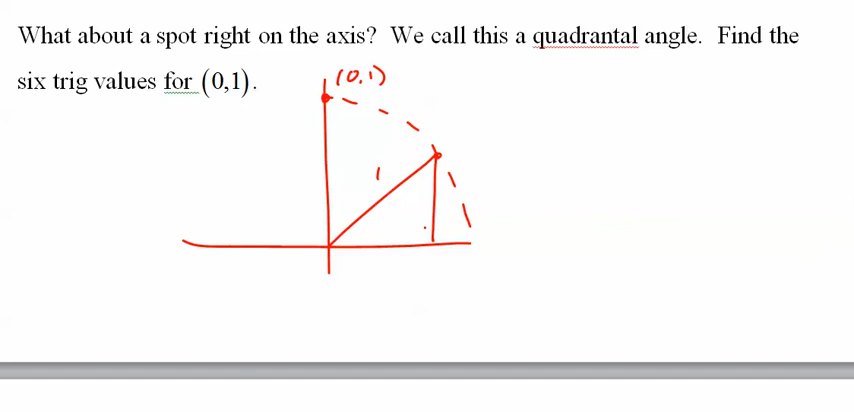 What about a spot right on the axis? We call this a quadrantal angle. Find the
six trig values for (0,1).
(0,1)
1